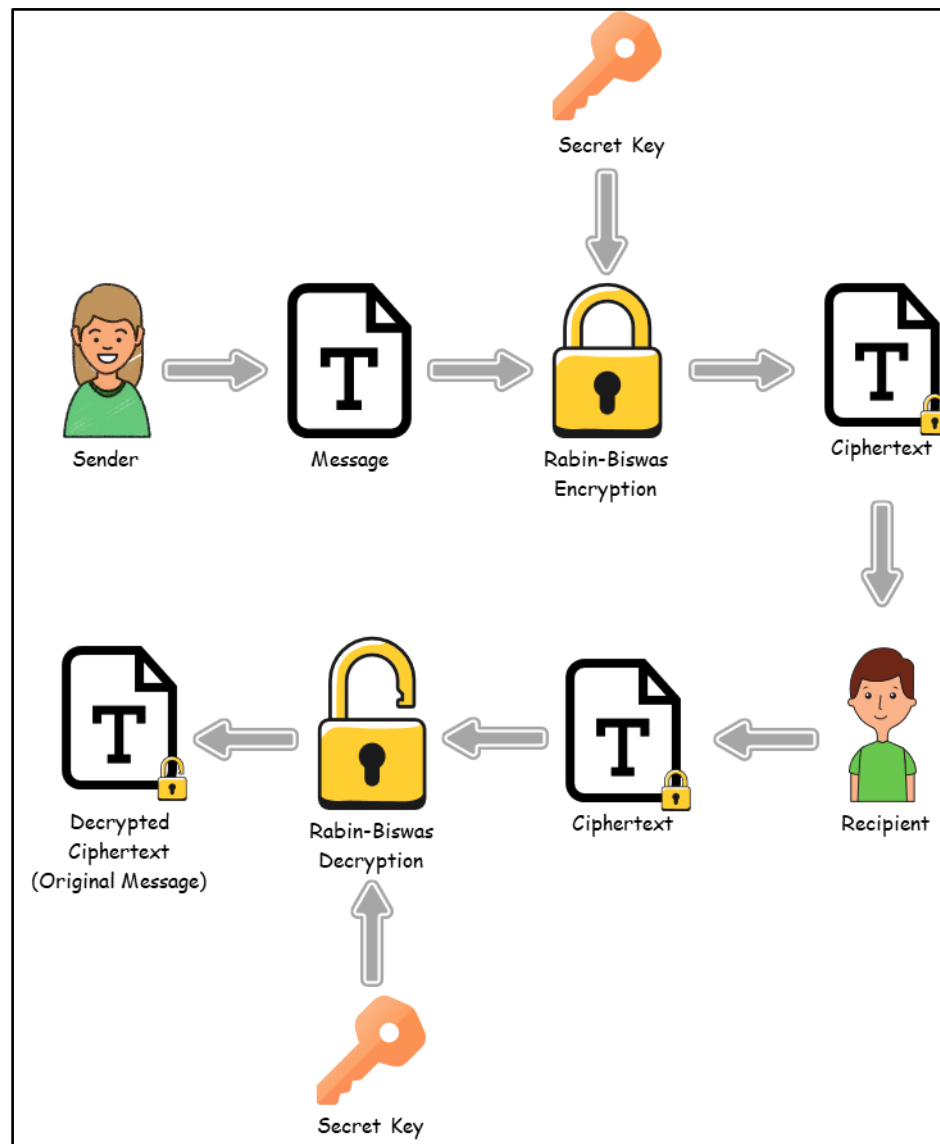 Secret Key
T
T
Sender
Message
Rabin-Biswas
Encryption
Ciphertext
T
T
Decrypted
Ciphertext
(Original Message)
Rabin-Biswas
Decryption
Ciphertext
Recipient
Secret Key